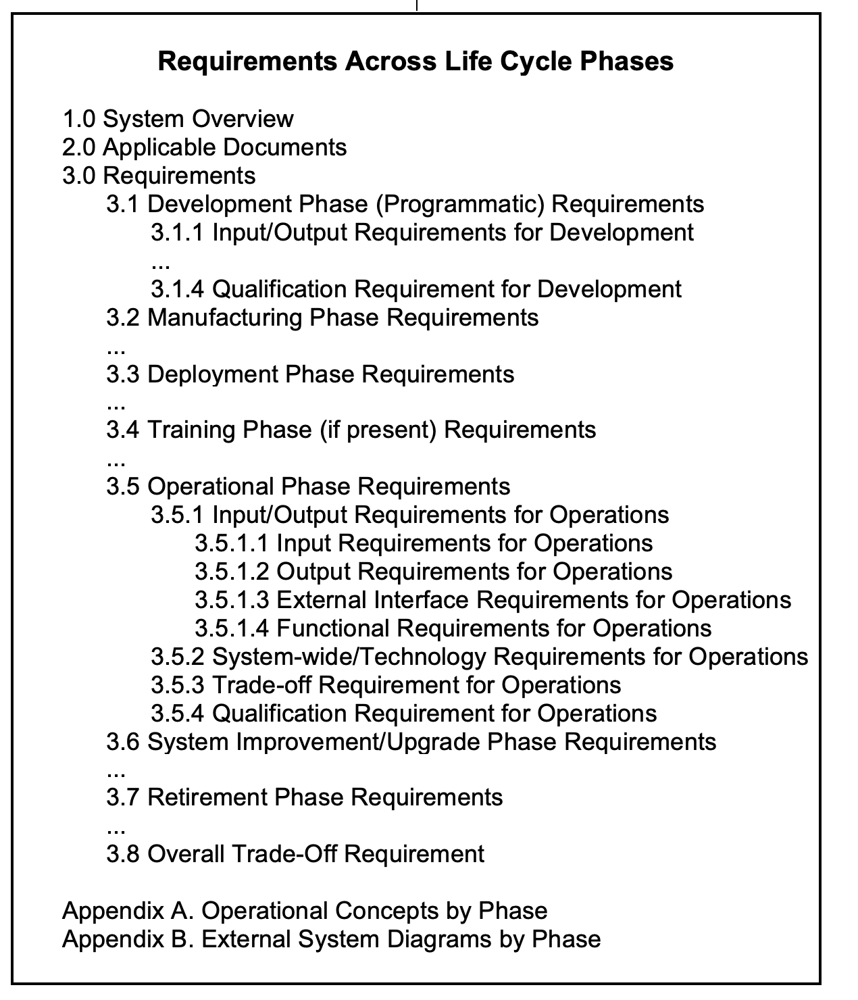 Requirements Across Life Cycle Phases
1.0 System Overview
2.0 Applicable Documents
3.0 Requirements
3.1 Development Phase (Programmatic) Requirements
3.1.1 Input/Output Requirements for Development
...
3.1.4 Qualification Requirement for Development
3.2 Manufacturing Phase Requirements
...
3.3 Deployment Phase Requirements
...
3.4 Training Phase (if present) Requirements
...
3.5 Operational Phase Requirements
3.5.1 Input/Output Requirements for Operations
3.5.1.1 Input Requirements for Operations
3.5.1.2 Output Requirements for Operations
3.5.1.3 External Interface Requirements for Operations
3.5.1.4 Functional Requirements for Operations
3.5.2 System-wide/Technology Requirements for Operations
3.5.3 Trade-off Requirement for Operations
3.5.4 Qualification Requirement for Operations
3.6 System Improvement/Upgrade Phase Requirements
...
3.7 Retirement Phase Requirements
...
3.8 Overall Trade-Off Requirement
Appendix A. Operational Concepts by Phase
Appendix B. External System Diagrams by Phase